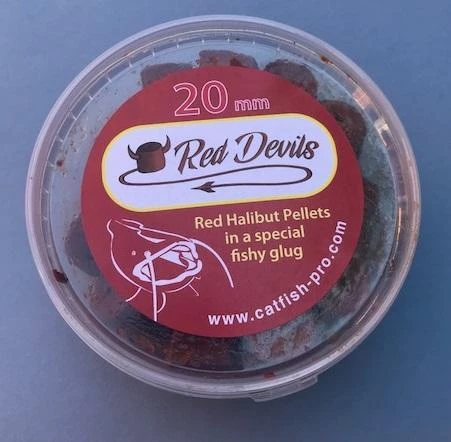 20 mm
Red Devils
Red Halibut Pellets
in a special
fishy glug
www.catfish-pro.com